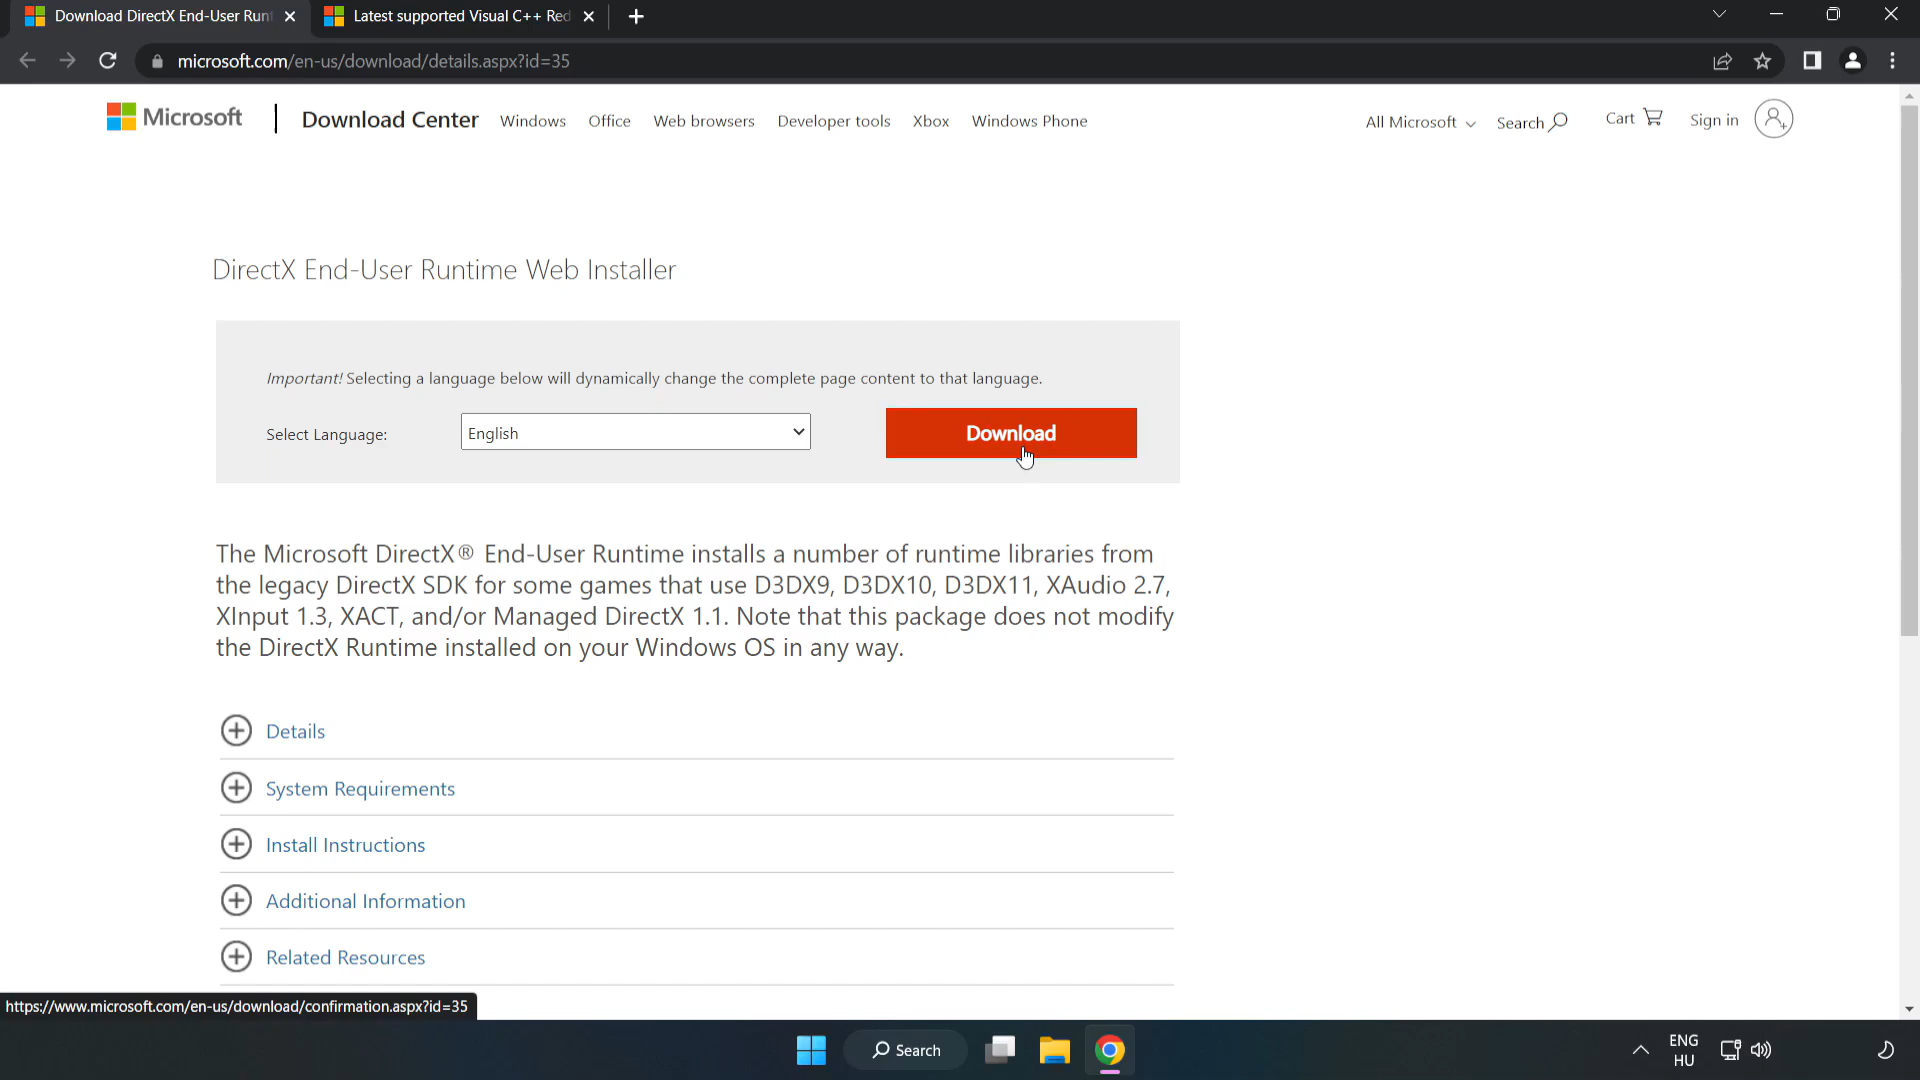 Download DirectX End-User Runt
Latest supported Visual C++ Red
microsoft.com/en-us/download/details.aspx?id=35
Microsoft
Download Center
Windows
Office
Web browsers
Developer tools
Xbox
Windows Phone
All Microsoft
Search
Cart
Sign in
DirectX End-User Runtime Web Installer
Important! Selecting a language below will dynamically change the complete page content to that language.
Select Language:
English
Download
The Microsoft DirectX® End-User Runtime installs a number of runtime libraries from
the legacy DirectX SDK for some games that use D3DX9, D3DX10, D3DX11, XAudio 2.7,
XInput 1.3, XACT, and/or Managed DirectX 1.1. Note that this package does not modify
the DirectX Runtime installed on your Windows OS in any way.
Details
System Requirements
Install Instructions
Additional Information
Related Resources
https://www.microsoft.com/en-us/download/confirmation.aspx?id=35
Search
ENG
HU